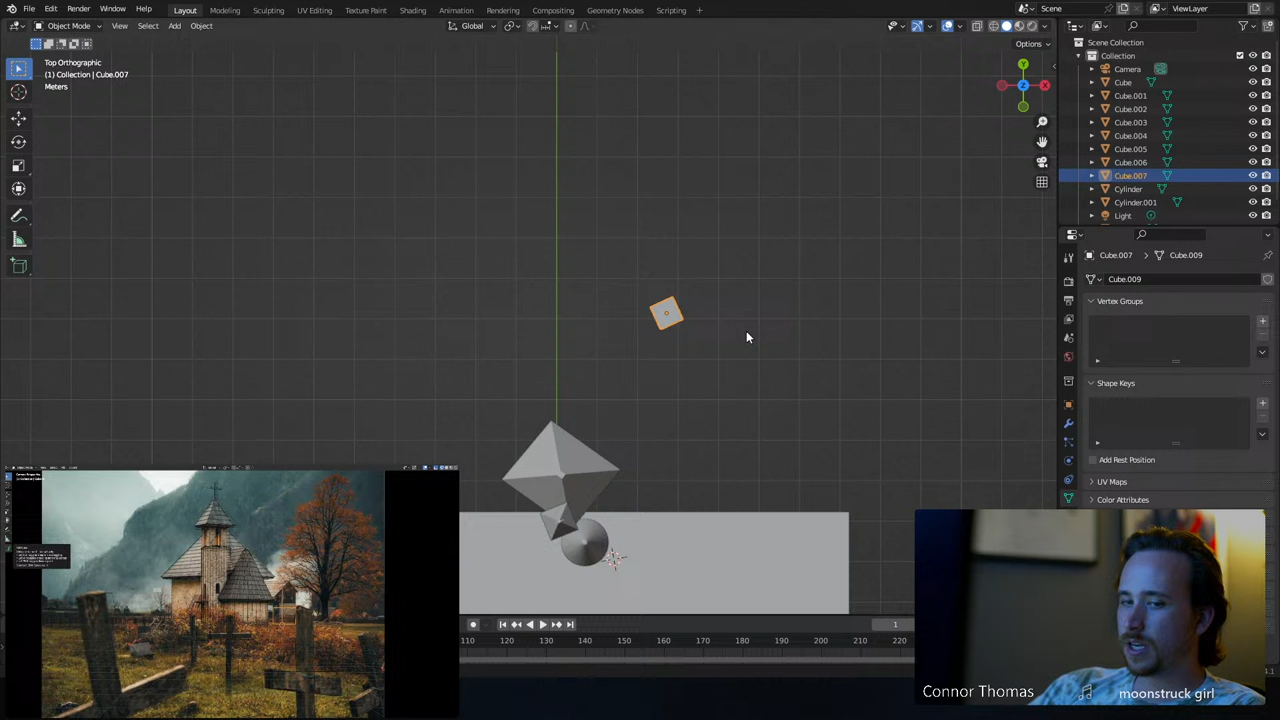 File Edit Render Window Help Layout Modeling Sculpting UV Editing Texture Paint Shading Animation Rendering Compositing Geometry Nodes Scripting + Scene ViewLayer
Object Mode View Select Add Object Global
Options
Top Orthographic
(1) Collection | Cube.007
Meters
Y
Z
X
Scene Collection
Collection
Camera
Cube
Cube.001
Cube.002
Cube.003
Cube.004
Cube.005
Cube.006
Cube.007
Cylinder
Cylinder.001
Light
Cube.007 > Cube.009
Cube.009
Vertex Groups
Shape Keys
Add Rest Position
UV Maps
Color Attributes
1
110 120 130 140 150 160 170 180 190 200 210 220
Connor Thomas
moonstruck girl